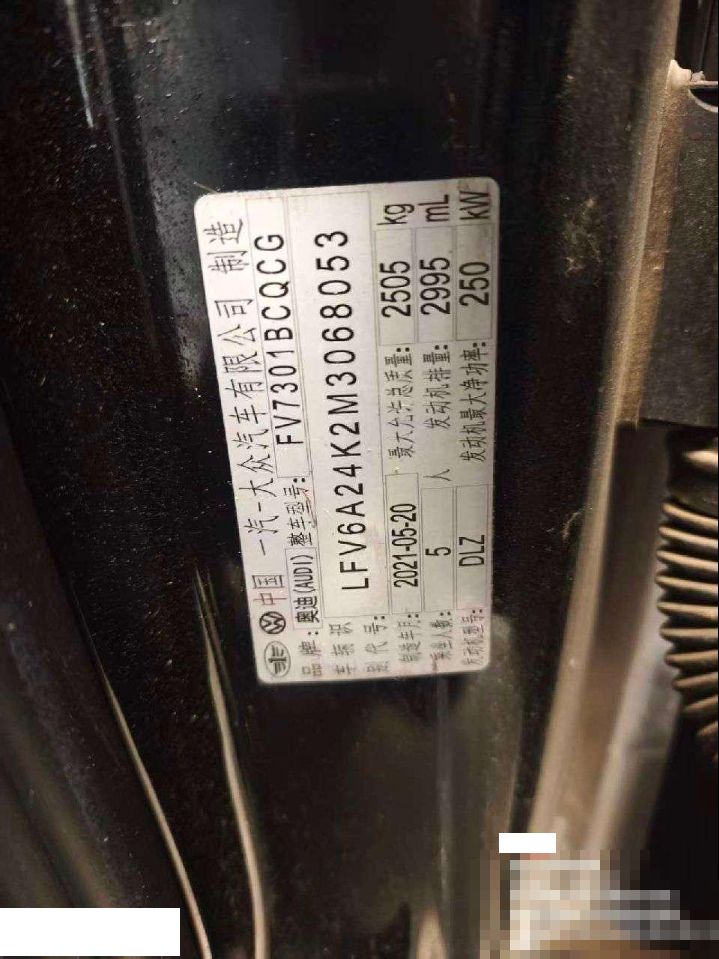 中国 一汽-大众汽车有限公司 制造
品牌: 奥迪(AUDI) 整车型号: FV7301BCQCG
车辆识别代号: LFV6A24K2M3068053
制造年月: 2021-05-20 最大允许总质量: 2505 kg
乘坐人数: 5 人 发动机排量: 2995 mL
发动机型号: DLZ 发动机最大净功率: 250 kW